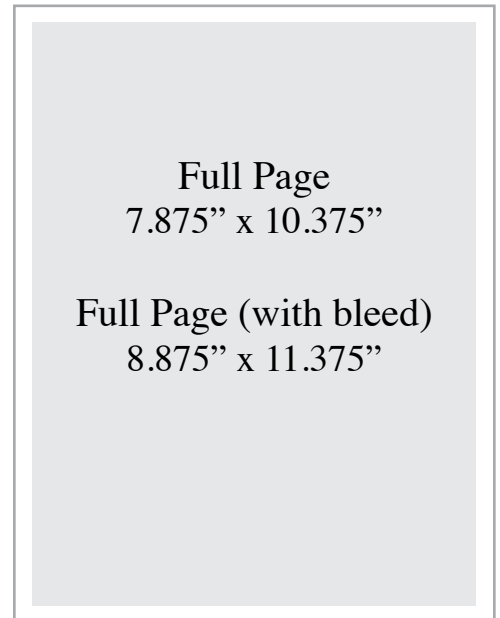 Full Page
7.875” x 10.375”
Full Page (with bleed)
8.875” x 11.375”